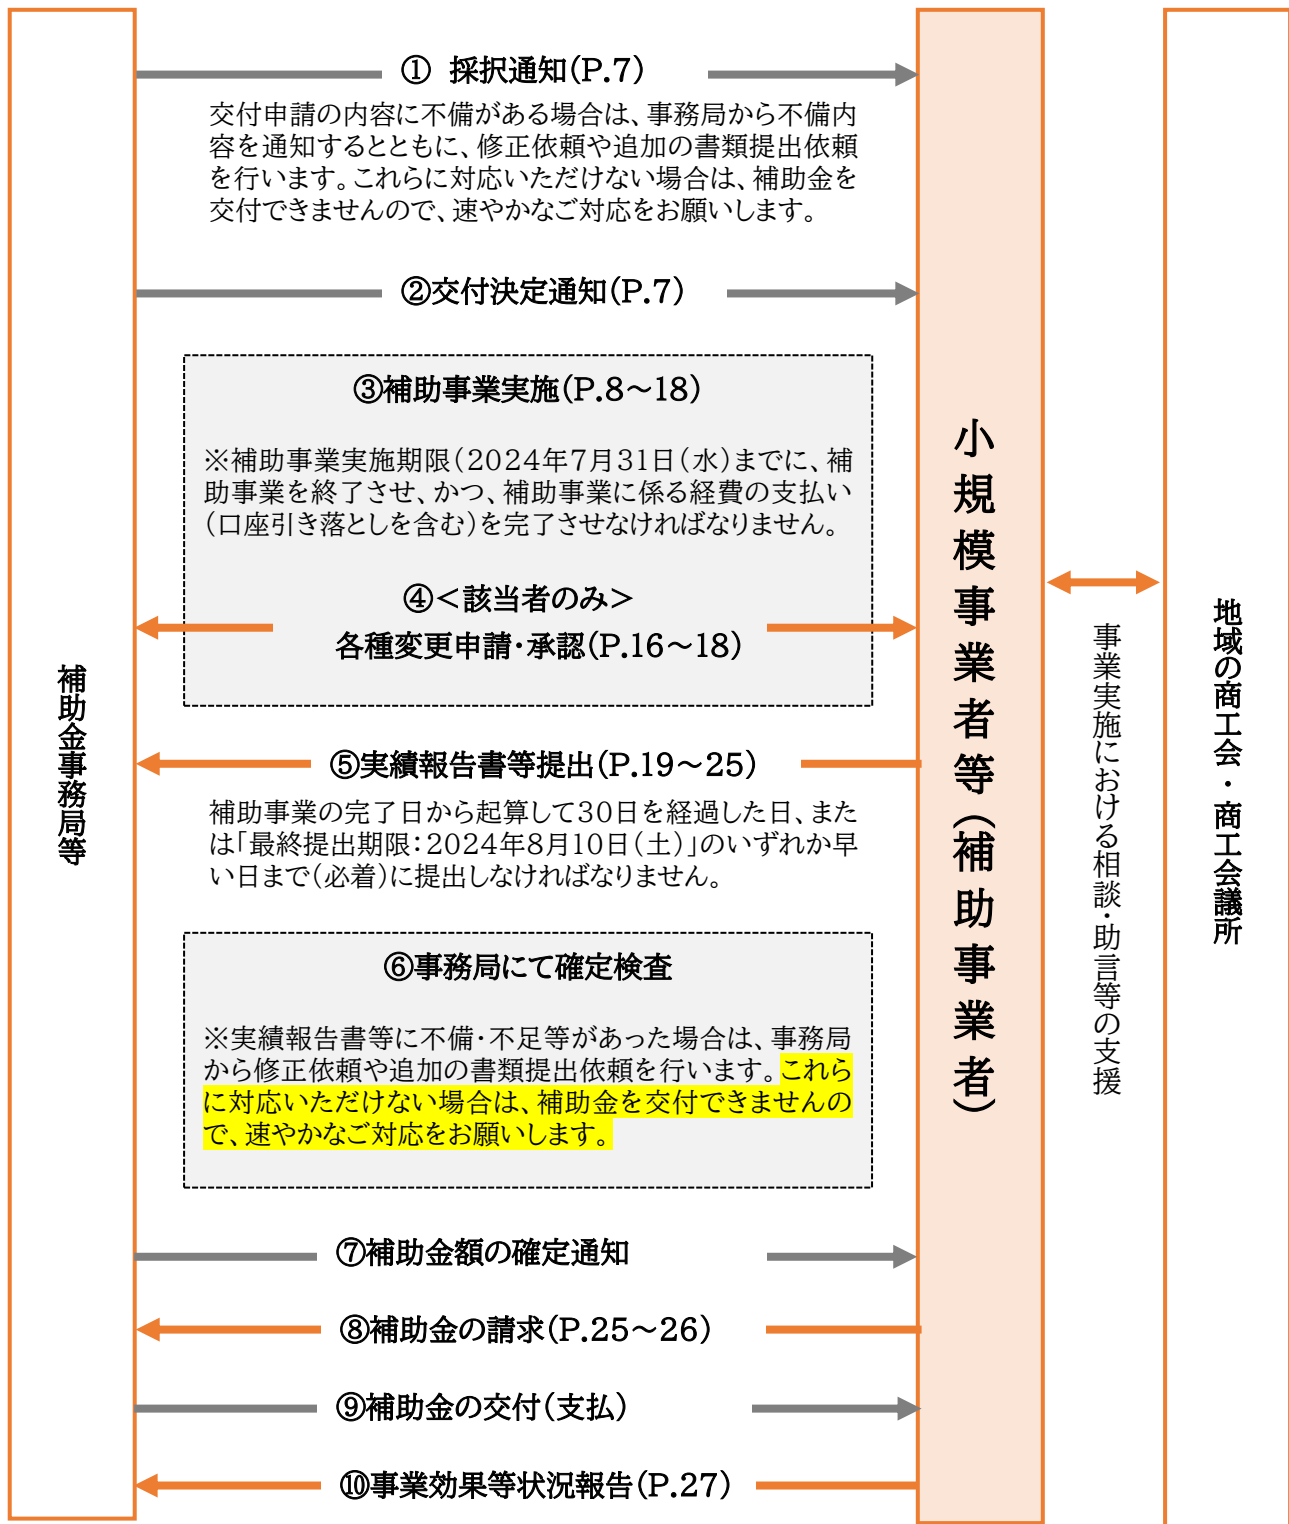 ① 採択通知(P.7)
交付申請の内容に不備がある場合は、事務局から不備内
容を通知するとともに、修正依頼や追加の書類提出依頼
を行います。これらに対応いただけない場合は、補助金を
交付できませんので、速やかなご対応をお願いします。
②交付決定通知(P.7)
③補助事業実施(P.8～18)
※補助事業実施期限(2024年7月31日(水)までに、補
助事業を終了させ、かつ、補助事業に係る経費の支払い
(口座引き落としを含む)を完了させなければなりません。
④<該当者のみ>
各種変更申請・承認(P.16～18)
⑤実績報告書等提出(P.19～25)
補助事業の完了日から起算して30日を経過した日、また
は「最終提出期限：2024年8月10日(土)」のいずれか早
い日まで(必着)に提出しなければなりません。
⑥事務局にて確定検査
※実績報告書等に不備・不足等があった場合は、事務局
から修正依頼や追加の書類提出依頼を行います。これら
に対応いただけない場合は、補助金を交付できませんの
で、速やかなご対応をお願いします。
⑦補助金額の確定通知
⑧補助金の請求(P.25～26)
⑨補助金の交付(支払)
⑩事業効果等状況報告(P.27)
補助金事務局等
小規模事業者等(補助事業者)
事業実施における相談・助言等の支援
地域の商工会・商工会議所